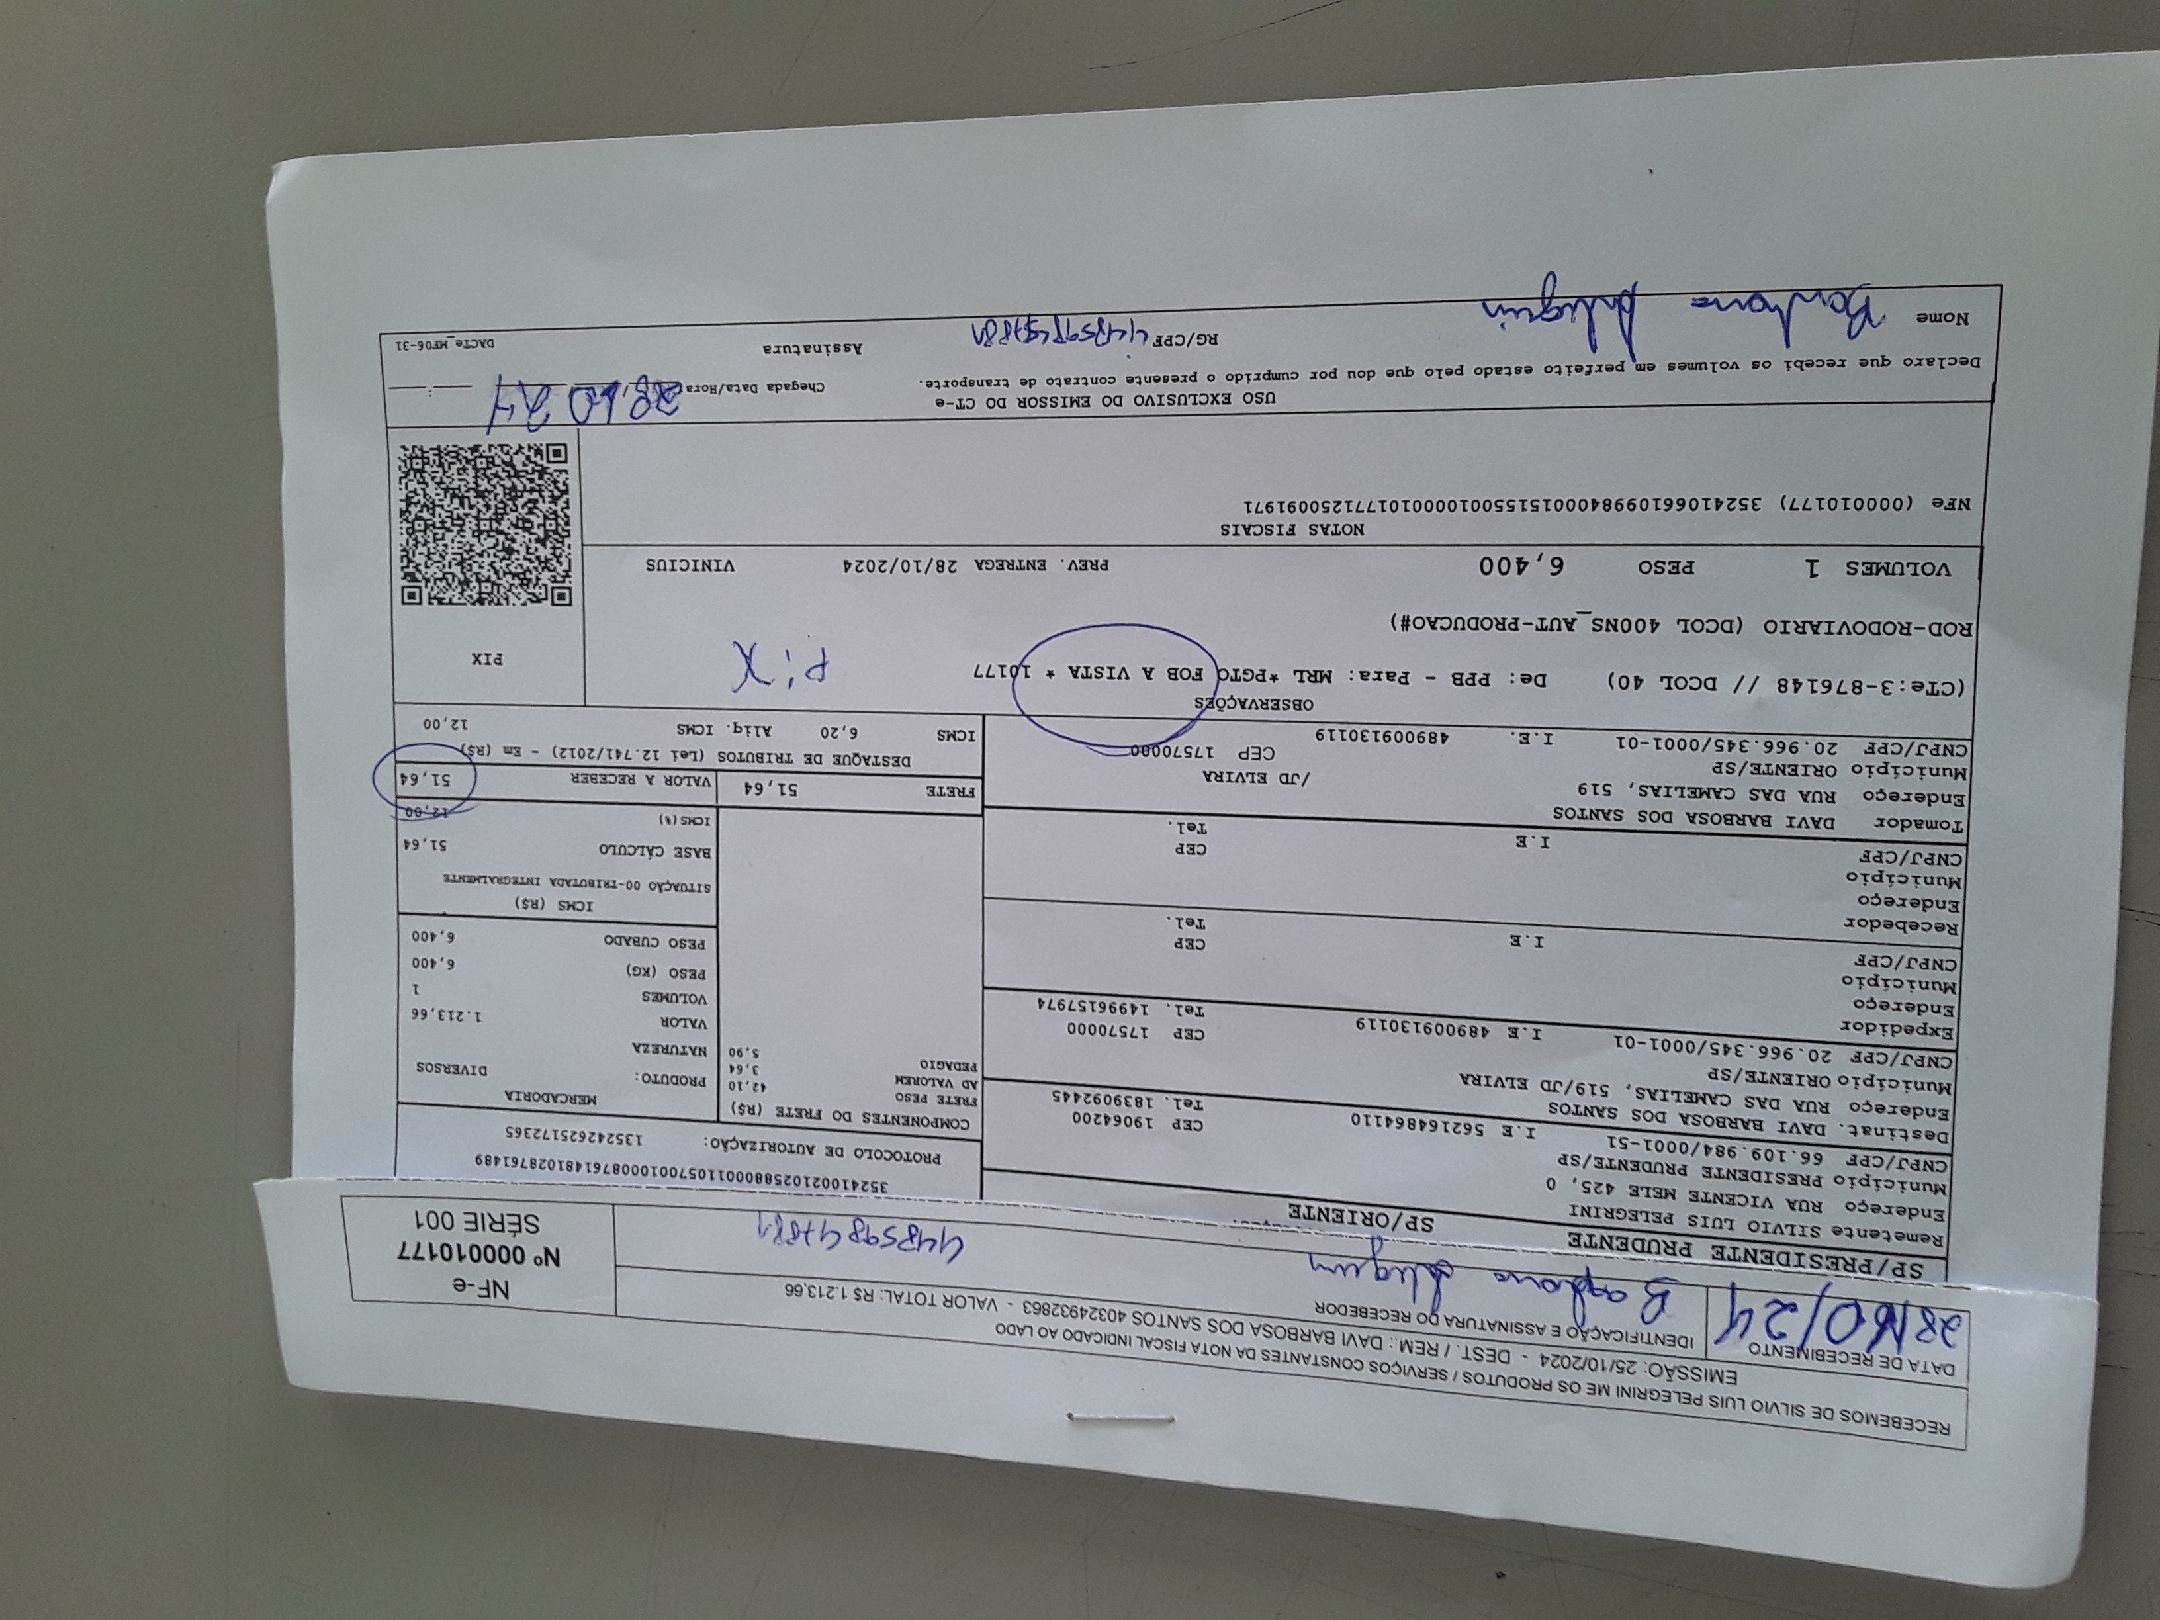 RECEBEMOS DE SILVIO LUIS PELEGRINI ME OS PRODUTOS / SERVIÇOS CONSTANTES DA NOTA FISCAL INDICADO AO LADO
EMISSÃO: 25/10/2024 - DEST. / REM: DAVI BARBOSA DOS SANTOS 40324932863 - VALOR TOTAL: R$ 1.213,66
DATA DE RECEBIMENTO
28/10/24
IDENTIFICAÇÃO E ASSINATURA DO RECEBEDOR
NF-e
Nº 000010177
SÉRIE 001
SP/PRESIDENTE PRUDENTE SP/ORIENTE
Remetente SILVIO LUIS PELEGRINI
Endereço RUA VICENTE MELE 425, 0
Município PRESIDENTE PRUDENTE/SP CEP 19064200
CNPJ/CPF 66.109.984/0001-51 I.E 562164864110 Tel. 1839092445
Destinat. DAVI BARBOSA DOS SANTOS
Endereço RUA DAS CAMELIAS, 519/JD ELVIRA
Município ORIENTE/SP CEP 17570000
CNPJ/CPF 20.966.345/0001-01 I.E 489009130119 Tel. 14996157974
Expedidor
Endereço
Município CEP
CNPJ/CPF I.E Tel.
Recebedor
Endereço
Município CEP
CNPJ/CPF I.E Tel.
Tomador DAVI BARBOSA DOS SANTOS
Endereço RUA DAS CAMELIAS, 519 /JD ELVIRA
Município ORIENTE/SP CEP 17570000
CNPJ/CPF 20.966.345/0001-01 I.E. 489009130119
35241002102588000110570010008761481028761489
PROTOCOLO DE AUTORIZAÇÃO: 135242625172365
COMPONENTES DO FRETE (R$)
FRETE PESO 42,10
AD VALOREM 3,64
PEDAGIO 5,90
MERCADORIA
PRODUTO: DIVERSOS
NATUREZA
VALOR 1.213,66
VOLUMES 1
PESO (KG) 6,400
PESO CUBADO 6,400
ICMS (R$)
SITUAÇÃO 00-TRIBUTADA INTEGRALMENTE
BASE CÁLCULO 51,64
ICMS(%) 12,00
FRETE 51,64 VALOR A RECEBER 51,64
DESTAQUE DE TRIBUTOS (Lei 12.741/2012) - Em (R$)
ICMS 6,20 Aliq. ICMS 12,00
OBSERVAÇÕES
(CTe:3-876148 // DCOL 40) De: PPB - Para: MRL *PGTO FOB A VISTA * 10177
PiX
PIX
ROD-RODOVIARIO (DCOL 400NS_AUT-PRODUCAO#)
VOLUMES 1 PESO 6,400 PREV. ENTREGA 28/10/2024 VINICIUS
NOTAS FISCAIS
NFe (000010177) 35241066109984000151550010000101771250091971
USO EXCLUSIVO DO EMISSOR DO CT-e
Declaro que recebi os volumes em perfeito estado pelo que dou por cumprido o presente contrato de transporte.
Chegada Data/Hora 28 10 24
Nome
RG/CPF
Assinatura
DACTe_MF06-31